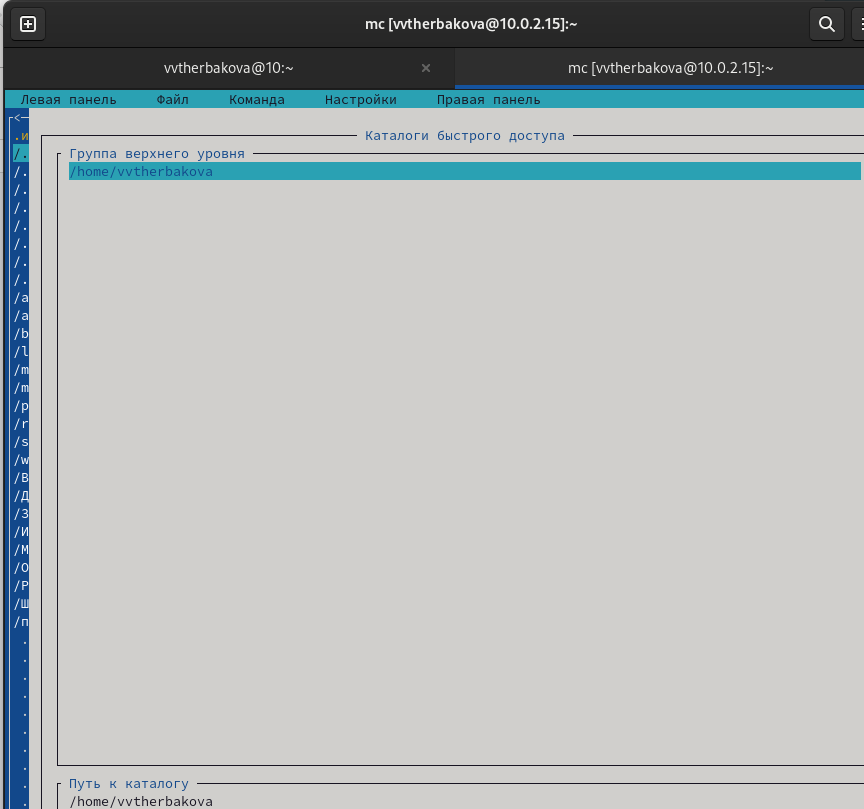 mc [vvtherbakova@10.0.2.15]:~
vvtherbakova@10:~ × mc [vvtherbakova@10.0.2.15]:~
Левая панель Файл Команда Настройки Правая панель
<
.и Каталоги быстрого доступа
/. Группа верхнего уровня
/. /home/vvtherbakova
/.
/.
/.
/.
/.
/.
/a
/a
/b
/l
/m
/m
/p
/r
/s
/w
/В
/Д
/З
/И
/М
/О
/Р
/Ш
/п
.
.
.
.
.
.
.
.
. Путь к каталогу
. /home/vvtherbakova